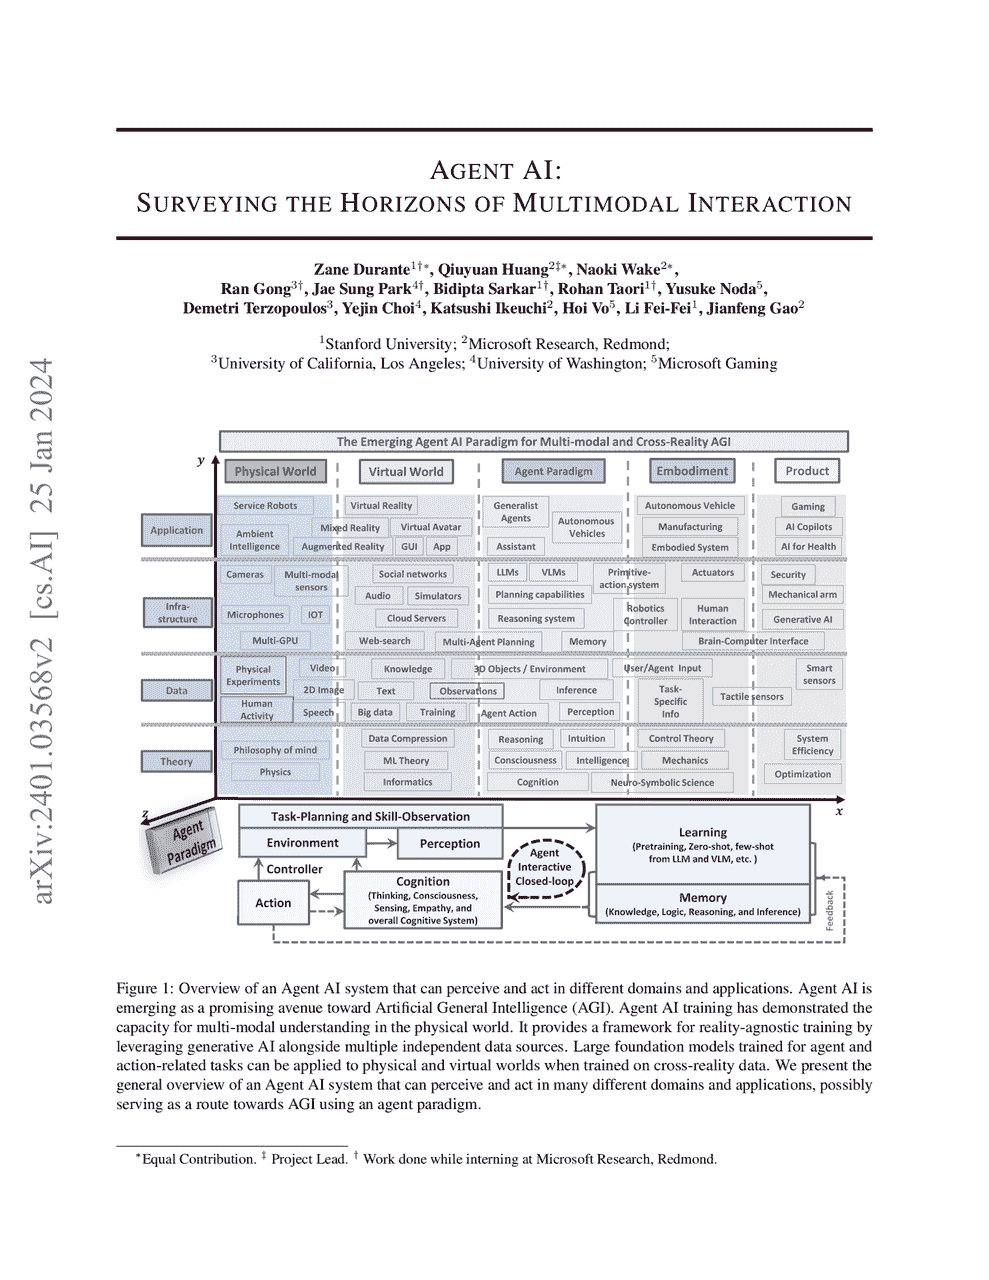 arXiv:2401.03568v2 [cs.AI] 25 Jan 2024
AGENT AI:
SURVEYING THE HORIZONS OF MULTIMODAL INTERACTION
Zane Durante1†*, Qiuyuan Huang2‡*, Naoki Wake2*,
Ran Gong3†, Jae Sung Park4†, Bidipta Sarkar1†, Rohan Taori1†, Yusuke Noda5,
Demetri Terzopoulos3, Yejin Choi4, Katsushi Ikeuchi2, Hoi Vo5, Li Fei-Fei1, Jianfeng Gao2
1Stanford University; 2Microsoft Research, Redmond;
3University of California, Los Angeles; 4University of Washington; 5Microsoft Gaming
The Emerging Agent AI Paradigm for Multi-modal and Cross-Reality AGI
y
Physical World Virtual World Agent Paradigm Embodiment Product
Application
Service Robots
Ambient
Intelligence
Mixed Reality
Augmented Reality
Virtual Reality
Virtual Avatar
GUI App
Generalist
Agents
Assistant
Autonomous
Vehicles
Autonomous Vehicle
Manufacturing
Embodied System
Gaming
AI Copilots
AI for Health
Infra-
structure
Cameras
Multi-modal
sensors
Microphones IOT
Multi-GPU
Social networks
Audio Simulators
Cloud Servers
Web-search
Multi-Agent Planning
LLMs VLMs
Planning capabilities
Reasoning system
Memory
Primitive-
action system
Actuators
Robotics
Controller
Human
Interaction
Brain-Computer Interface
Security
Mechanical arm
Generative AI
Data
Physical
Experiments
Video
2D Image
Human
Activity
Speech
Knowledge
Text
Observations
Big data Training
3D Objects / Environment
Inference
Agent Action
Perception
User/Agent Input
Task-
Specific
Info
Tactile sensors
Smart
sensors
Theory
Philosophy of mind
Physics
Data Compression
ML Theory
Informatics
Reasoning Intuition
Consciousness Intelligence
Cognition
Neuro-Symbolic Science
Control Theory
Mechanics
System
Efficiency
Optimization
z
x
Agent
Paradigm
Task-Planning and Skill-Observation
Environment
Perception
Controller
Action
Cognition
(Thinking, Consciousness,
Sensing, Empathy, and
overall Cognitive System)
Agent
Interactive
Closed-loop
Learning
(Pretraining, Zero-shot, few-shot
from LLM and VLM, etc. )
Memory
(Knowledge, Logic, Reasoning, and Inference)
Feedback
Figure 1: Overview of an Agent AI system that can perceive and act in different domains and applications. Agent AI is
emerging as a promising avenue toward Artificial General Intelligence (AGI). Agent AI training has demonstrated the
capacity for multi-modal understanding in the physical world. It provides a framework for reality-agnostic training by
leveraging generative AI alongside multiple independent data sources. Large foundation models trained for agent and
action-related tasks can be applied to physical and virtual worlds when trained on cross-reality data. We present the
general overview of an Agent AI system that can perceive and act in many different domains and applications, possibly
serving as a route towards AGI using an agent paradigm.
*Equal Contribution. ‡ Project Lead. † Work done while interning at Microsoft Research, Redmond.